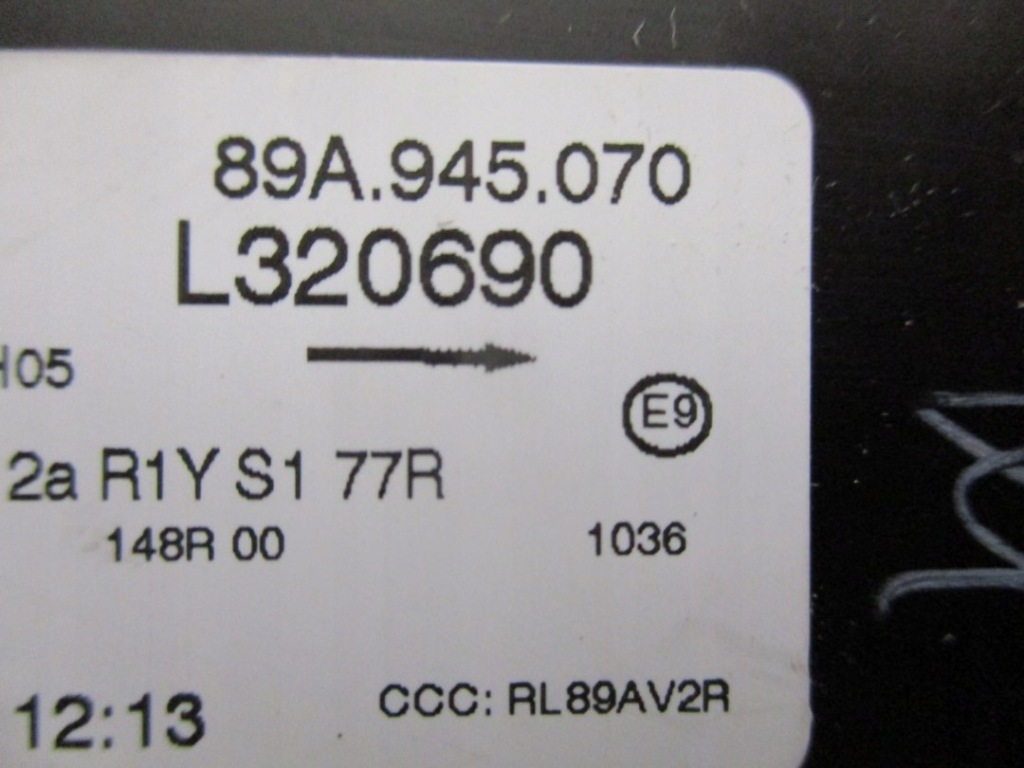 89A.945.070
L320690
H05
E9
2a R1Y S1 77R
148R 00 1036
12:13 CCC: RL89AV2R